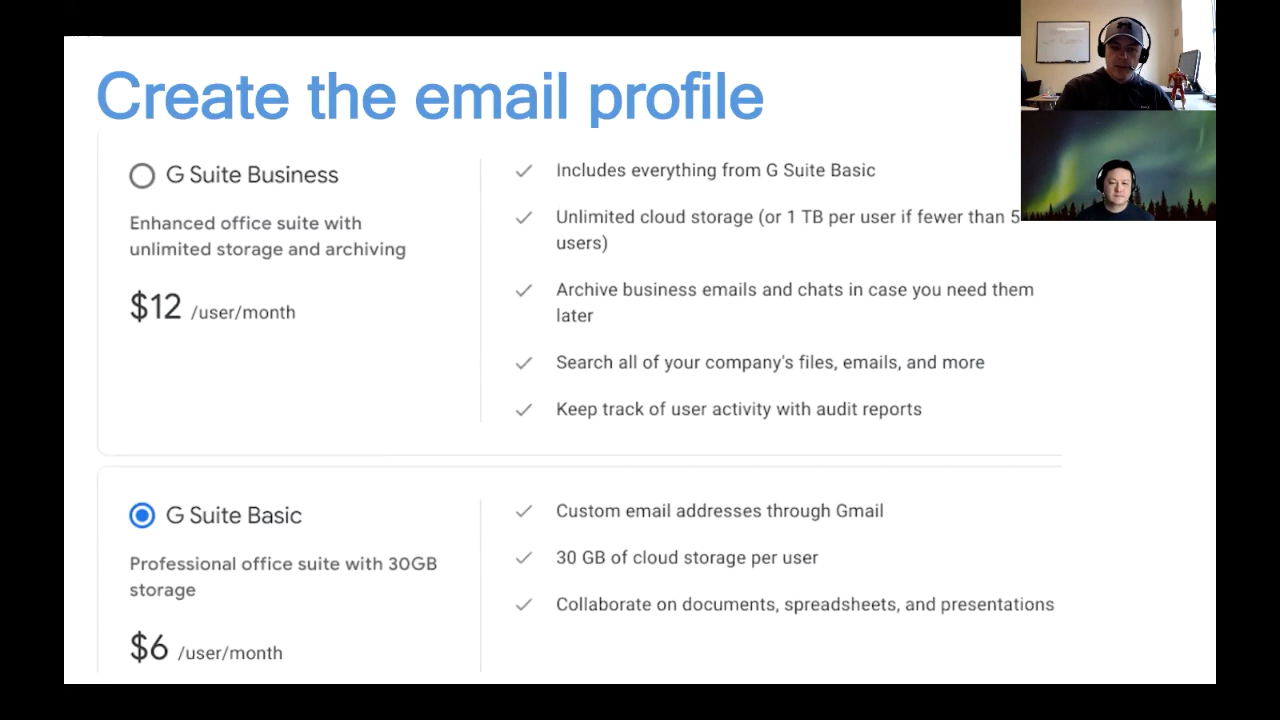 Create the email profile
G Suite Business
Enhanced office suite with
unlimited storage and archiving
$12 /user/month
Includes everything from G Suite Basic
Unlimited cloud storage (or 1 TB per user if fewer than 5
users)
Archive business emails and chats in case you need them
later
Search all of your company's files, emails, and more
Keep track of user activity with audit reports
G Suite Basic
Professional office suite with 30GB
storage
$6 /user/month
Custom email addresses through Gmail
30 GB of cloud storage per user
Collaborate on documents, spreadsheets, and presentations